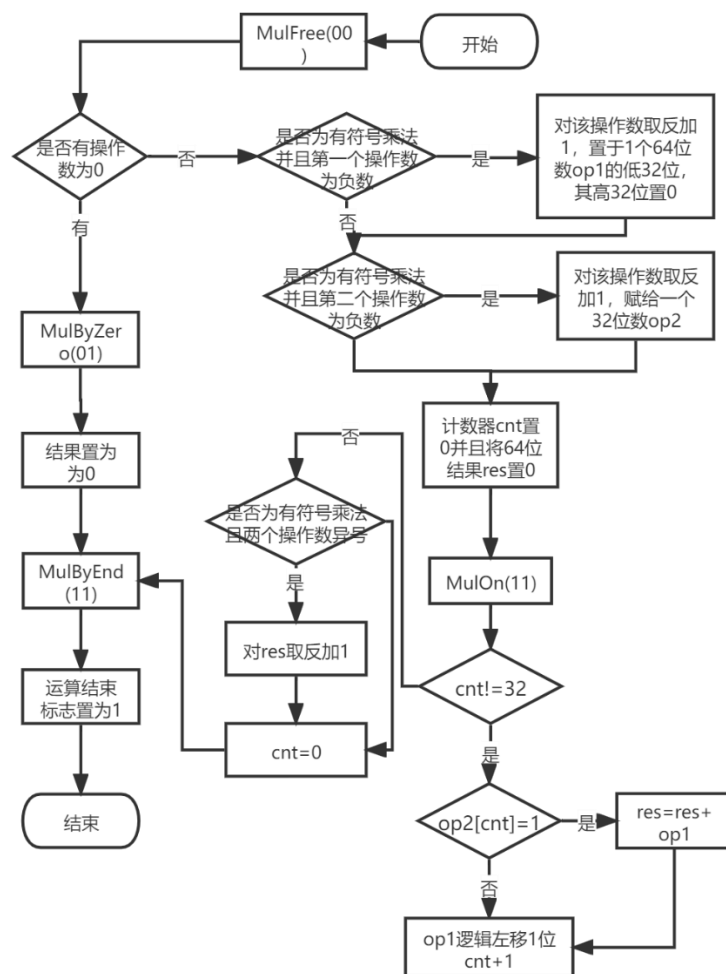 MulFree(00
)
开始
是否有操作
数为0
否
是否为有符号乘法
并且第一个操作数
为负数
是
对该操作数取反加
1，置于1个64位
数op1的低32位，
其高32位置0
有
否
是否为有符号乘法
并且第二个操作数
为负数
是
对该操作数取反
加1，赋给一个
32位数op2
MulByZer
o(01)
结果置为
为0
计数器cnt置
0并且将64位
结果res置0
否
是否为有符号乘法
且两个操作数异号
是
MulByEnd
(11)
MulOn(11)
对res取反加1
运算结束
标志置为1
cnt!=32
cnt=0
是
结束
op2[cnt]=1
是
res=res+
op1
否
op1逻辑左移1位
cnt+1